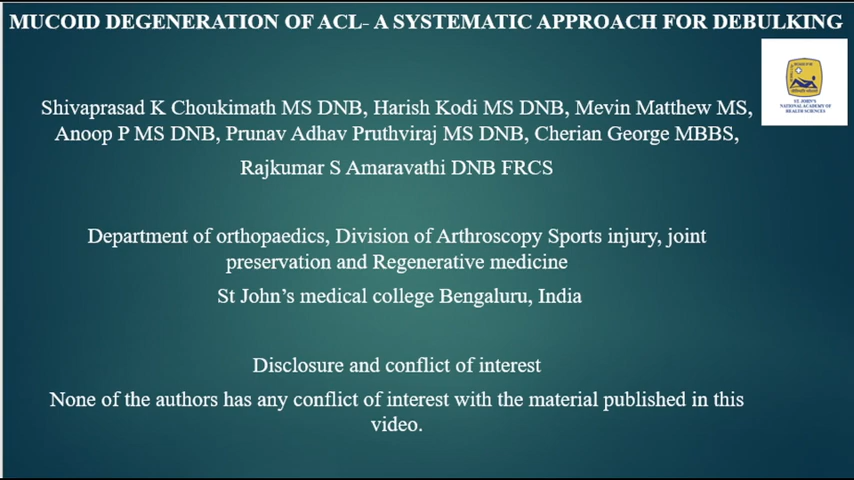 MUCOID DEGENERATION OF ACL- A SYSTEMATIC APPROACH FOR DEBULKING
ST. JOHN'S
NATIONAL ACADEMY OF
HEALTH SCIENCES
Shivaprasad K Choukimath MS DNB, Harish Kodi MS DNB, Mevin Matthew MS,
Anoop P MS DNB, Prunav Adhav Pruthviraj MS DNB, Cherian George MBBS,
Rajkumar S Amaravathi DNB FRCS
Department of orthopaedics, Division of Arthroscopy Sports injury, joint
preservation and Regenerative medicine
St John’s medical college Bengaluru, India
Disclosure and conflict of interest
None of the authors has any conflict of interest with the material published in this
video.